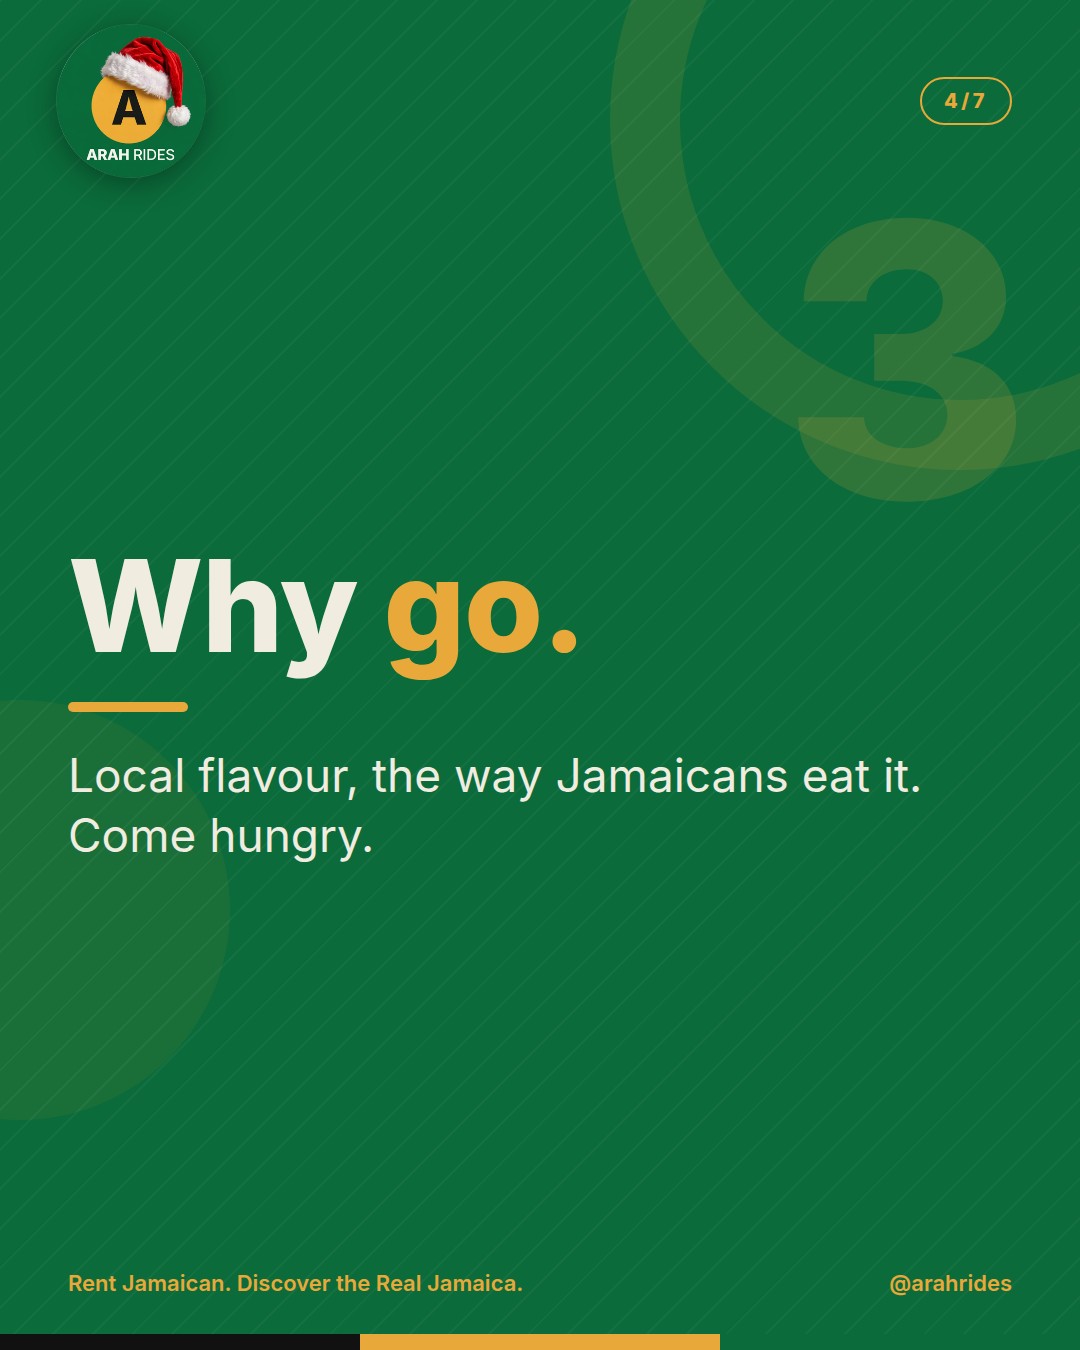 A
ARAH RIDES
4/7
3
Why go.
Local flavour, the way Jamaicans eat it.
Come hungry.
Rent Jamaican. Discover the Real Jamaica.
@arahrides